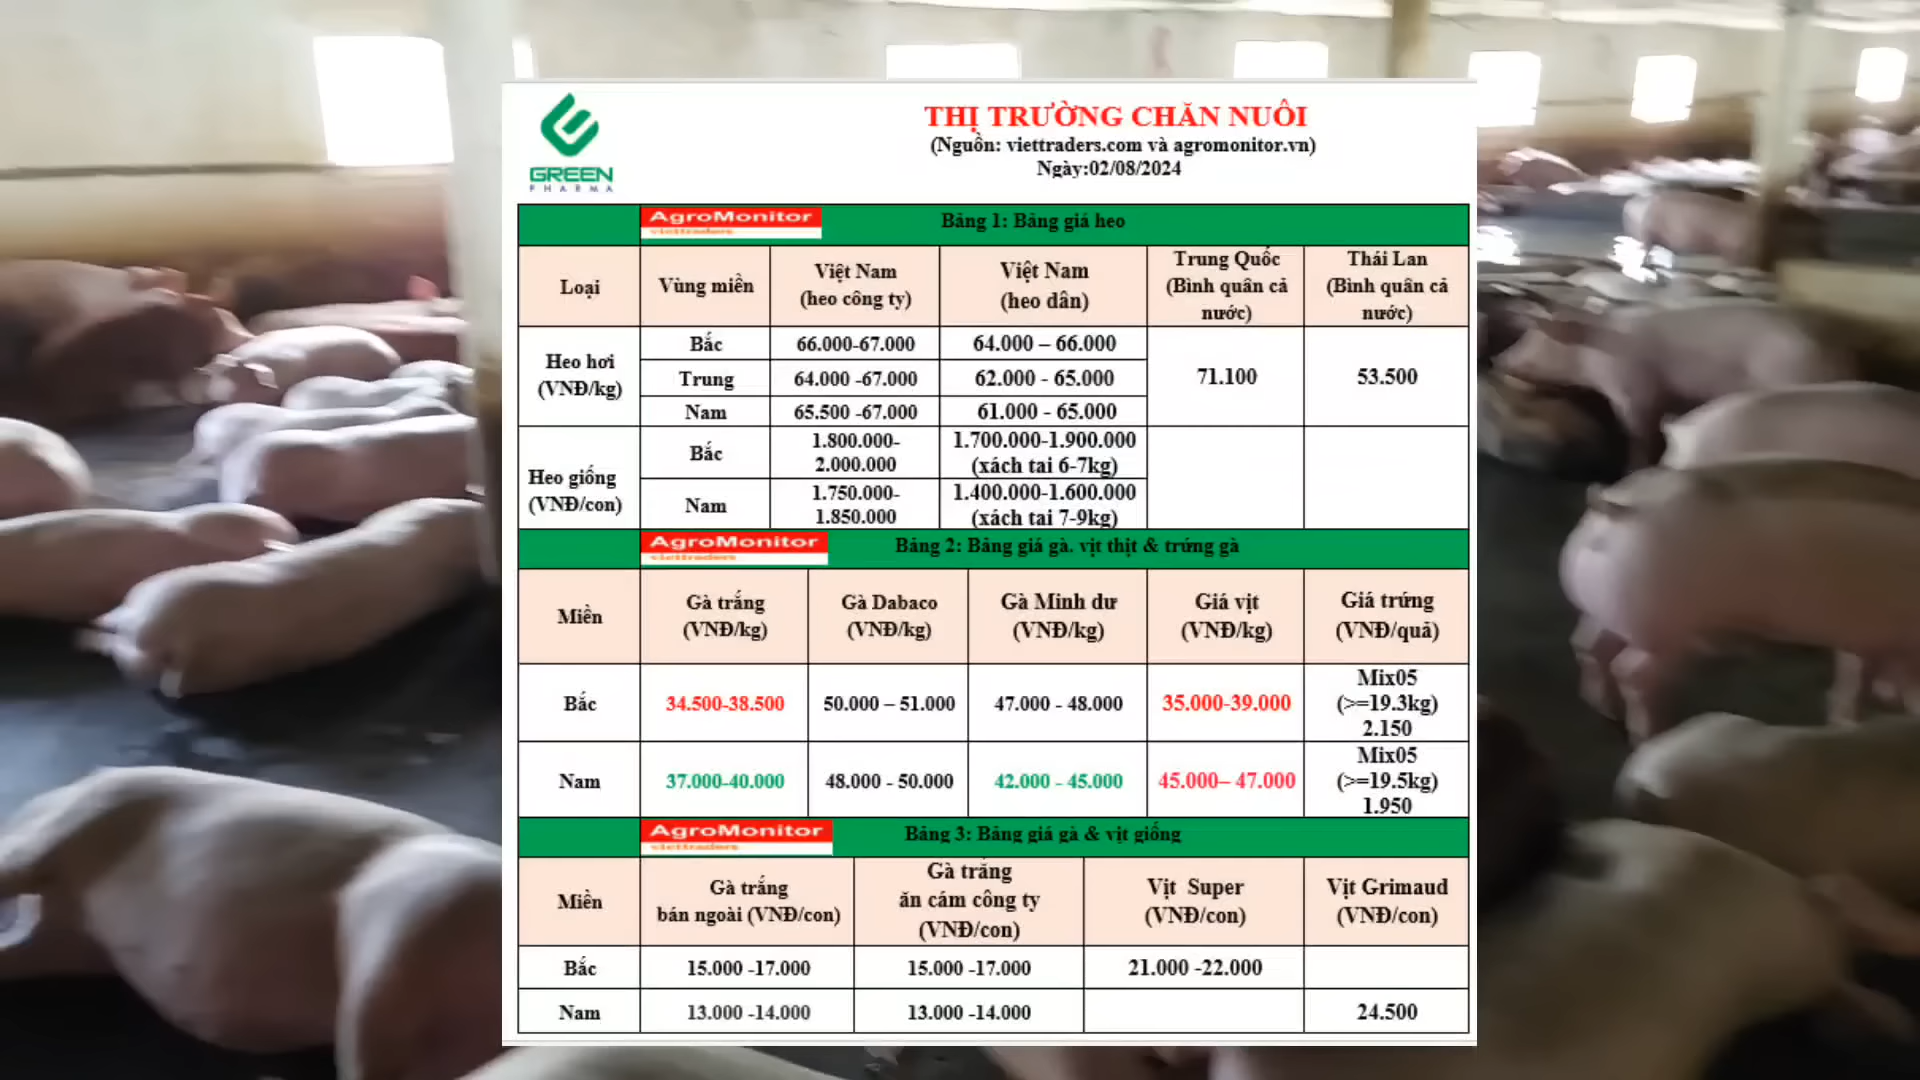 GREEN
PHARMA
THỊ TRƯỜNG CHĂN NUÔI
(Nguồn: viettraders.com và agromonitor.vn)
Ngày:02/08/2024
AgroMonitor
viettraders
Bảng 1: Bảng giá heo
Loại
Vùng miền
Việt Nam
(heo công ty)
Việt Nam
(heo dân)
Trung Quốc
(Bình quân cả
nước)
Thái Lan
(Bình quân cả
nước)
Heo hơi
(VNĐ/kg)
Bắc
66.000-67.000
64.000 – 66.000
71.100
53.500
Trung
64.000 -67.000
62.000 - 65.000
Nam
65.500 -67.000
61.000 - 65.000
Heo giống
(VNĐ/con)
Bắc
1.800.000-
2.000.000
1.700.000-1.900.000
(xách tai 6-7kg)
Nam
1.750.000-
1.850.000
1.400.000-1.600.000
(xách tai 7-9kg)
AgroMonitor
viettraders
Bảng 2: Bảng giá gà. vịt thịt & trứng gà
Miền
Gà trắng
(VNĐ/kg)
Gà Dabaco
(VNĐ/kg)
Gà Minh dư
(VNĐ/kg)
Giá vịt
(VNĐ/kg)
Giá trứng
(VNĐ/quả)
Bắc
34.500-38.500
50.000 – 51.000
47.000 - 48.000
35.000-39.000
Mix05
(>=19.3kg)
2.150
Nam
37.000-40.000
48.000 - 50.000
42.000 - 45.000
45.000– 47.000
Mix05
(>=19.5kg)
1.950
AgroMonitor
viettraders
Bảng 3: Bảng giá gà & vịt giống
Miền
Gà trắng
bán ngoài (VNĐ/con)
Gà trắng
ăn cám công ty
(VNĐ/con)
Vịt Super
(VNĐ/con)
Vịt Grimaud
(VNĐ/con)
Bắc
15.000 -17.000
15.000 -17.000
21.000 -22.000
Nam
13.000 -14.000
13.000 -14.000
24.500